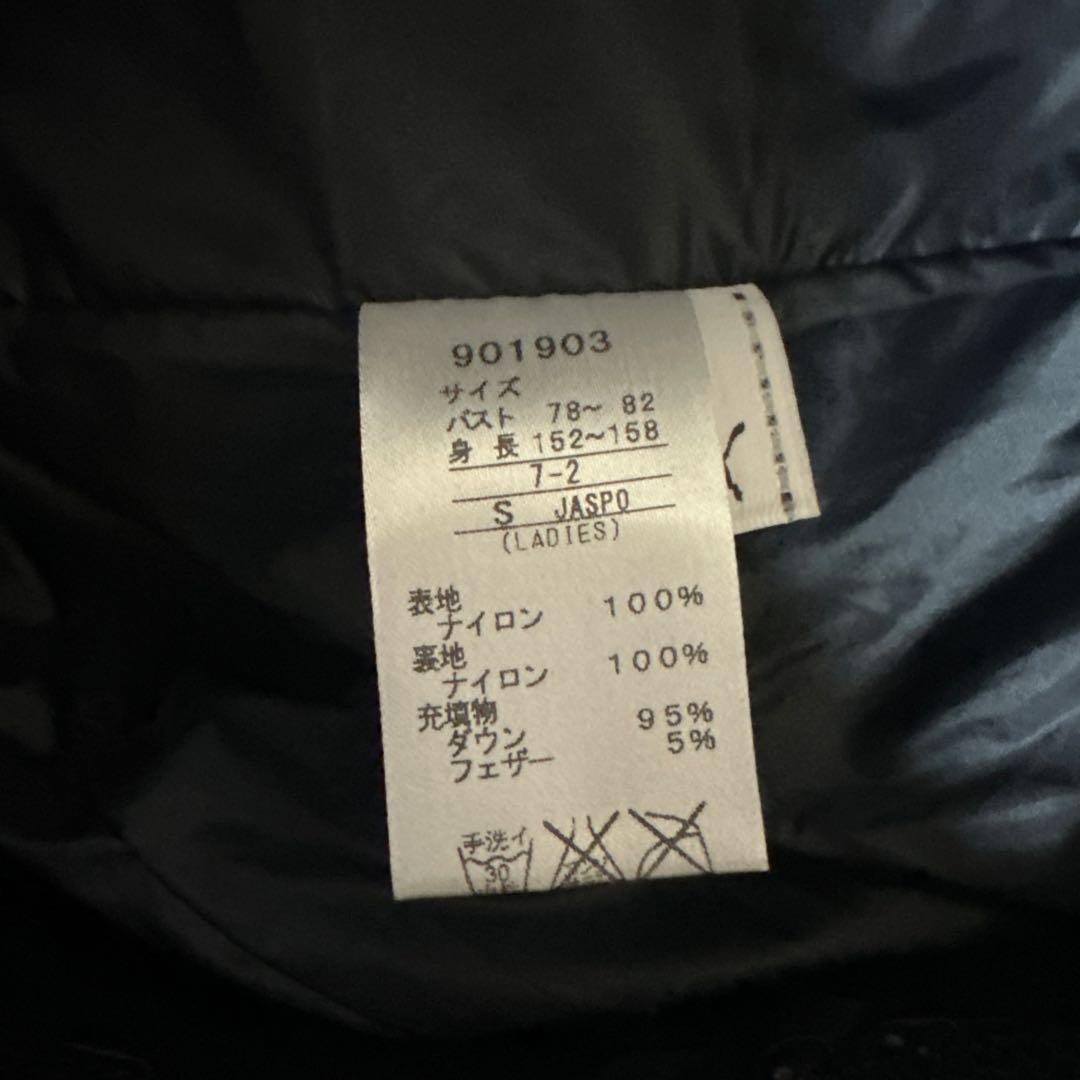 901903
サイズ
バスト 78~ 82
身 長 152~158
7-2
S JASPO
(LADIES)
表地
ナイロン 100%
裏地
ナイロン 100%
充填物
ダウン 95%
フェザー 5%
手洗イ
30